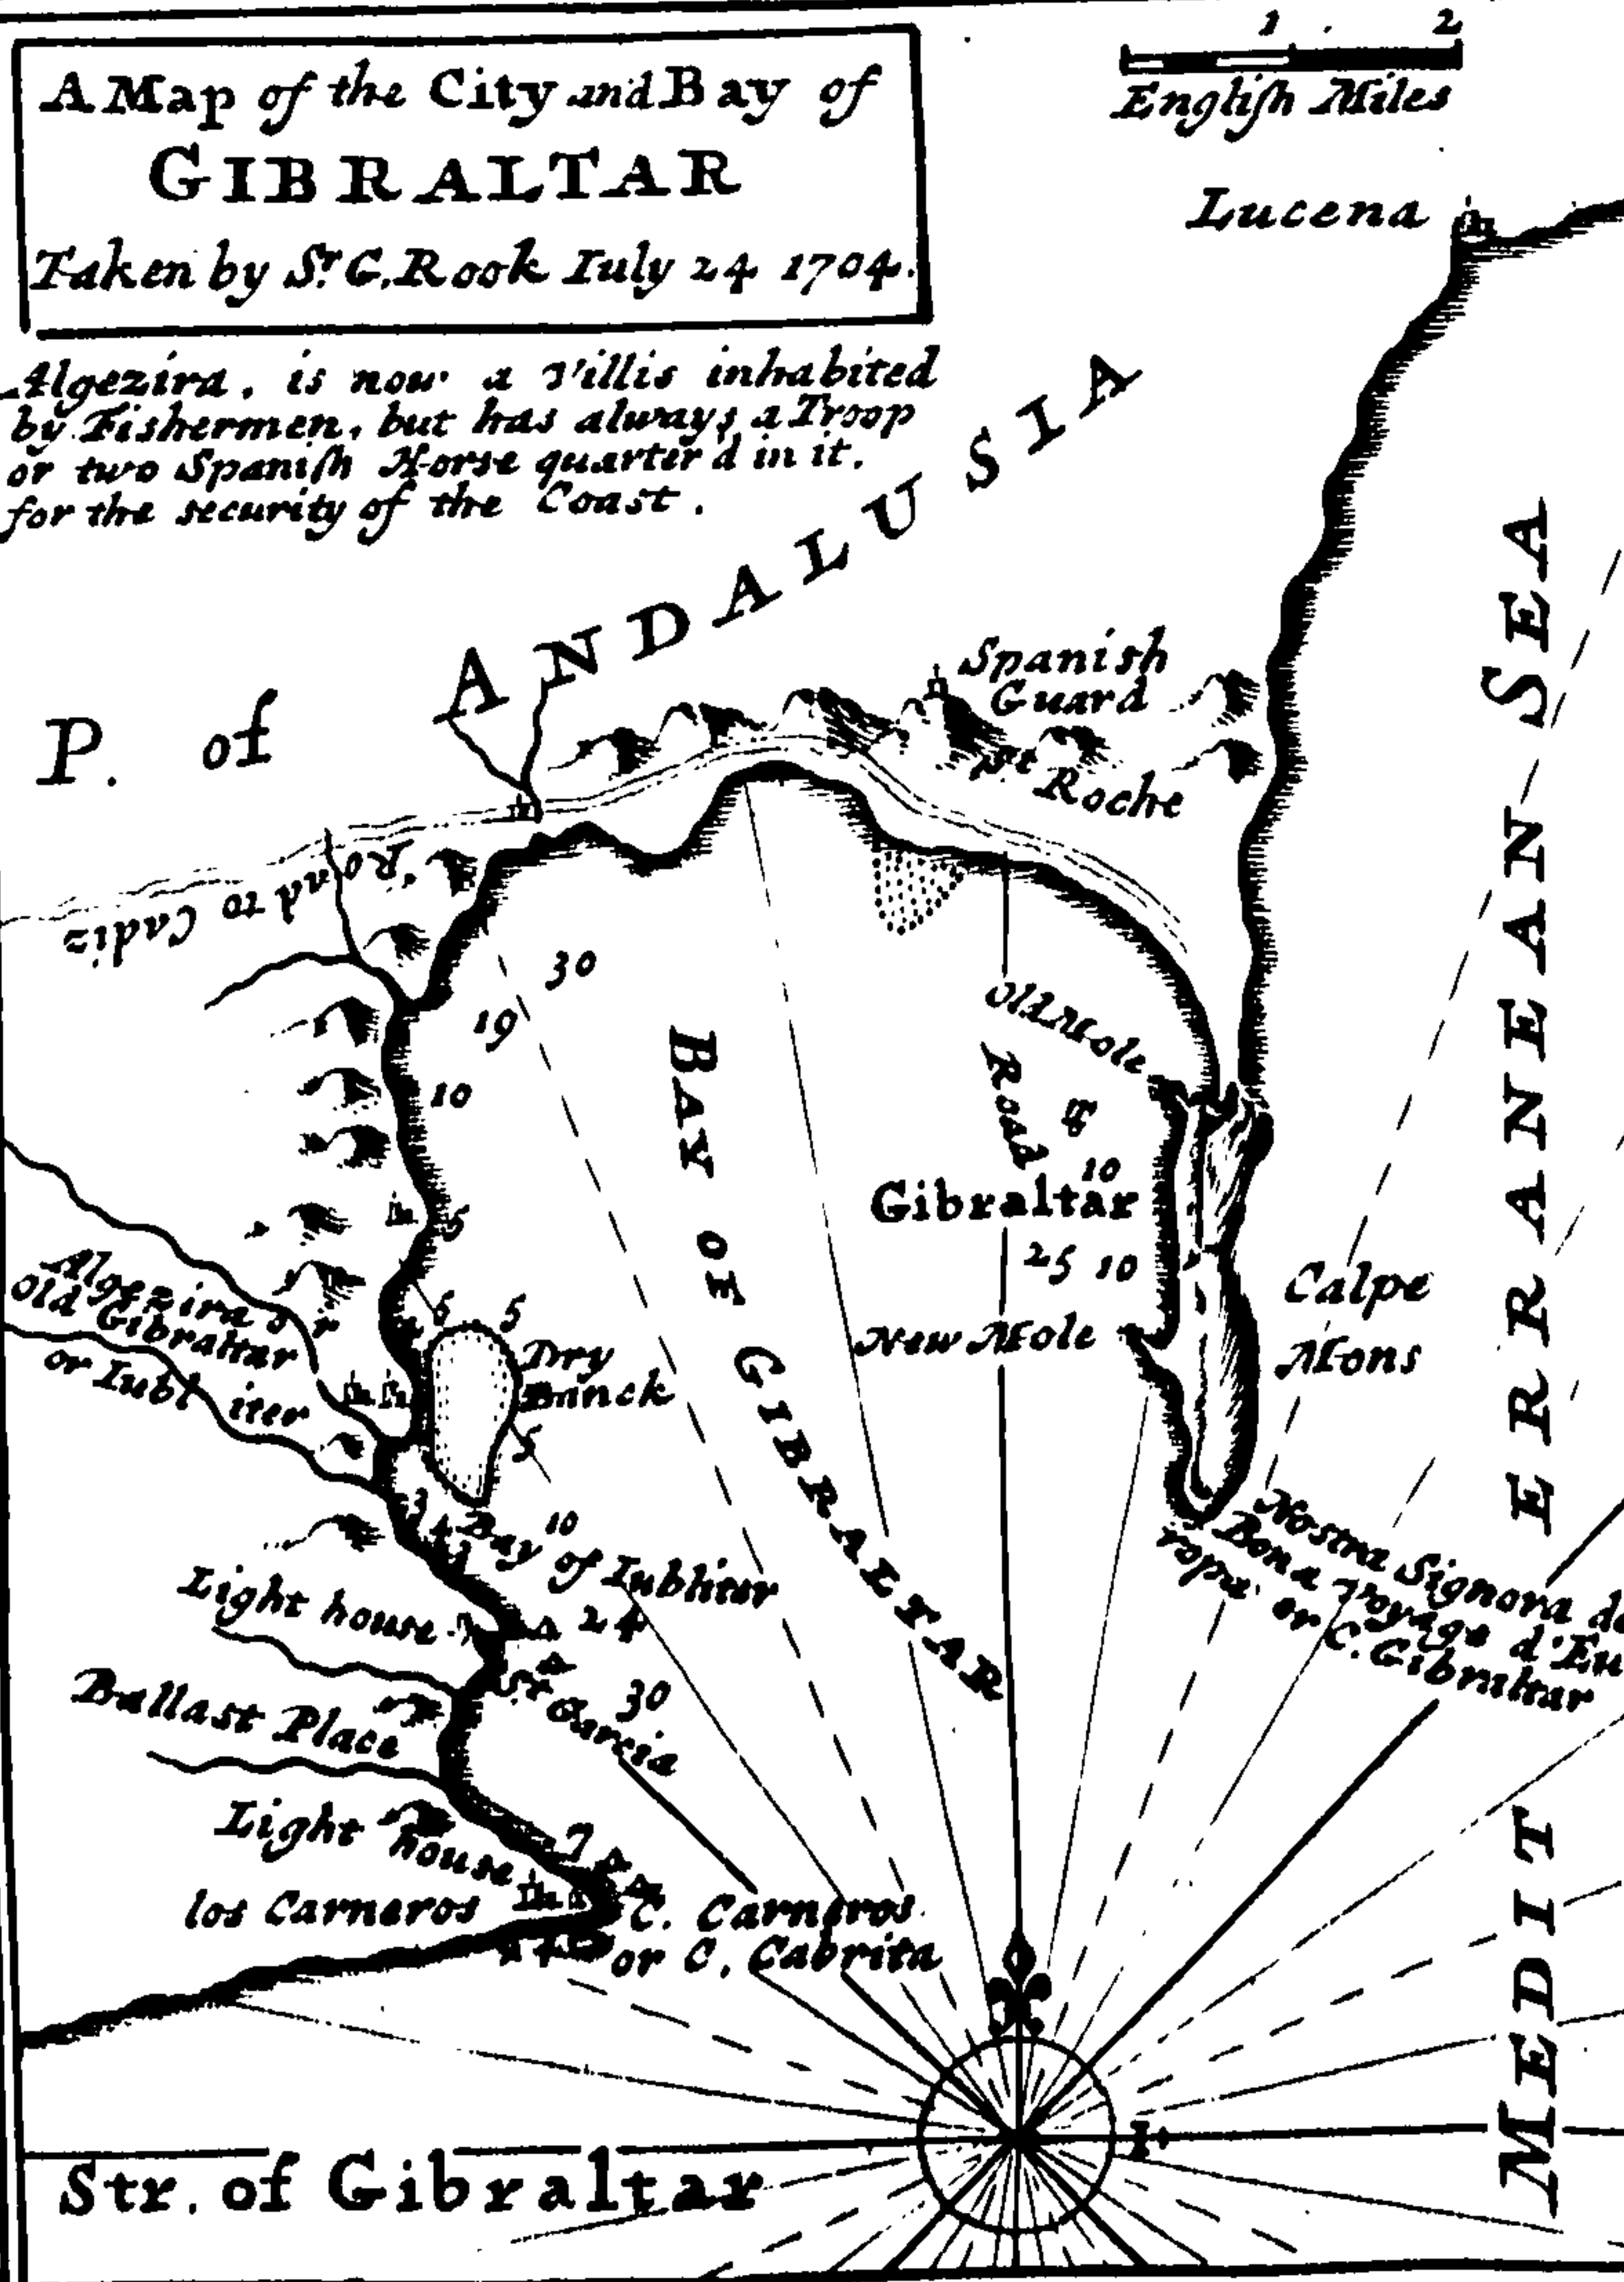 A Map of the City and Bay of
GIBRALTAR
Taken by Sr. G. Rook Iuly 24 1704.
1 2
Engliſh Miles
Lucena
Algezira, is now a Villis inhabited
by Fishermen, but has always a Troop
or two Spaniſh Horse quarter'd in it.
for the security of the Coast.
P. of ANDALUSIA
Spanish
Guard
St Roche
Road to Cadiz
30
19
10
Old Mole
Road
10
Gibraltar
25 10
New Mole
Calpe
Mons
BAY OF GIBRALTAR
MEDITERRANEAN SEA
Algezira or
Old Gibraltar
or Iubliter
6
5
5
Dry
Banck
5
10
Bay of Iubliter
24
Light house
St Garcia
30
Ballast Place
Light house
7
los Carneros
C. Carneros
or C. Cabrita
Nostra Signora de
Bona Voyage d'Eu
ropa or C. Gibraltar
Str. of Gibraltar